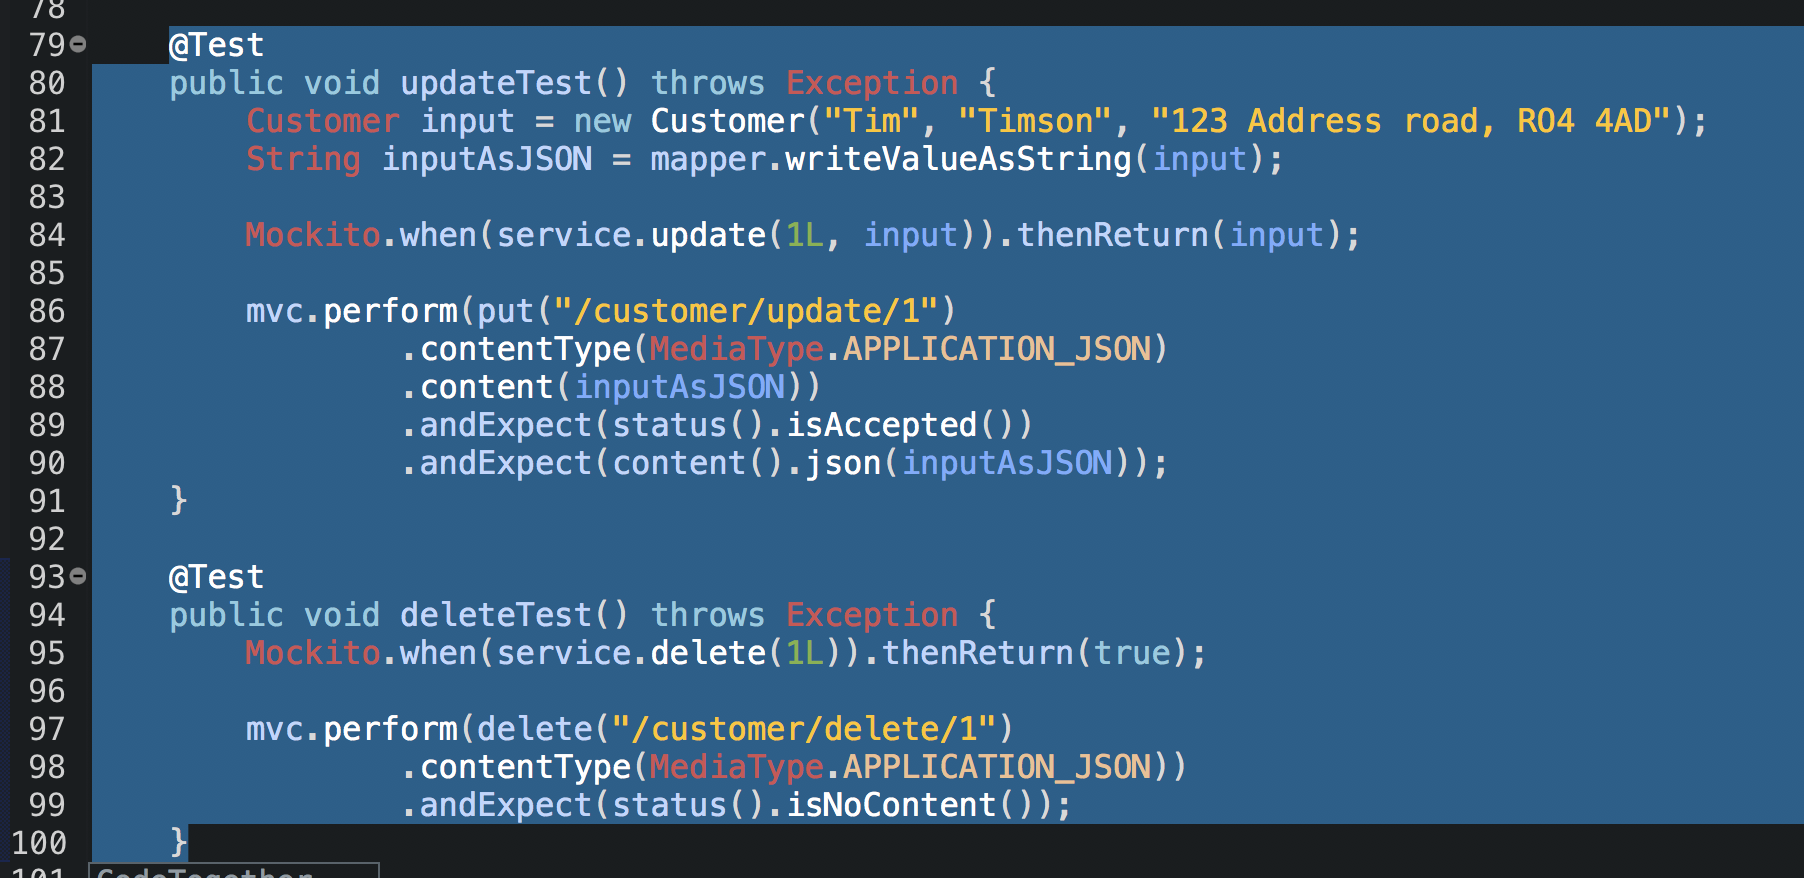 78
79 @Test
80 public void updateTest() throws Exception {
81 Customer input = new Customer("Tim", "Timson", "123 Address road, RO4 4AD");
82 String inputAsJSON = mapper.writeValueAsString(input);
83
84 Mockito.when(service.update(1L, input)).thenReturn(input);
85
86 mvc.perform(put("/customer/update/1")
87 .contentType(MediaType.APPLICATION_JSON)
88 .content(inputAsJSON))
89 .andExpect(status().isAccepted())
90 .andExpect(content().json(inputAsJSON));
91 }
92
93 @Test
94 public void deleteTest() throws Exception {
95 Mockito.when(service.delete(1L)).thenReturn(true);
96
97 mvc.perform(delete("/customer/delete/1")
98 .contentType(MediaType.APPLICATION_JSON))
99 .andExpect(status().isNoContent());
100 }
101 CodeTogether